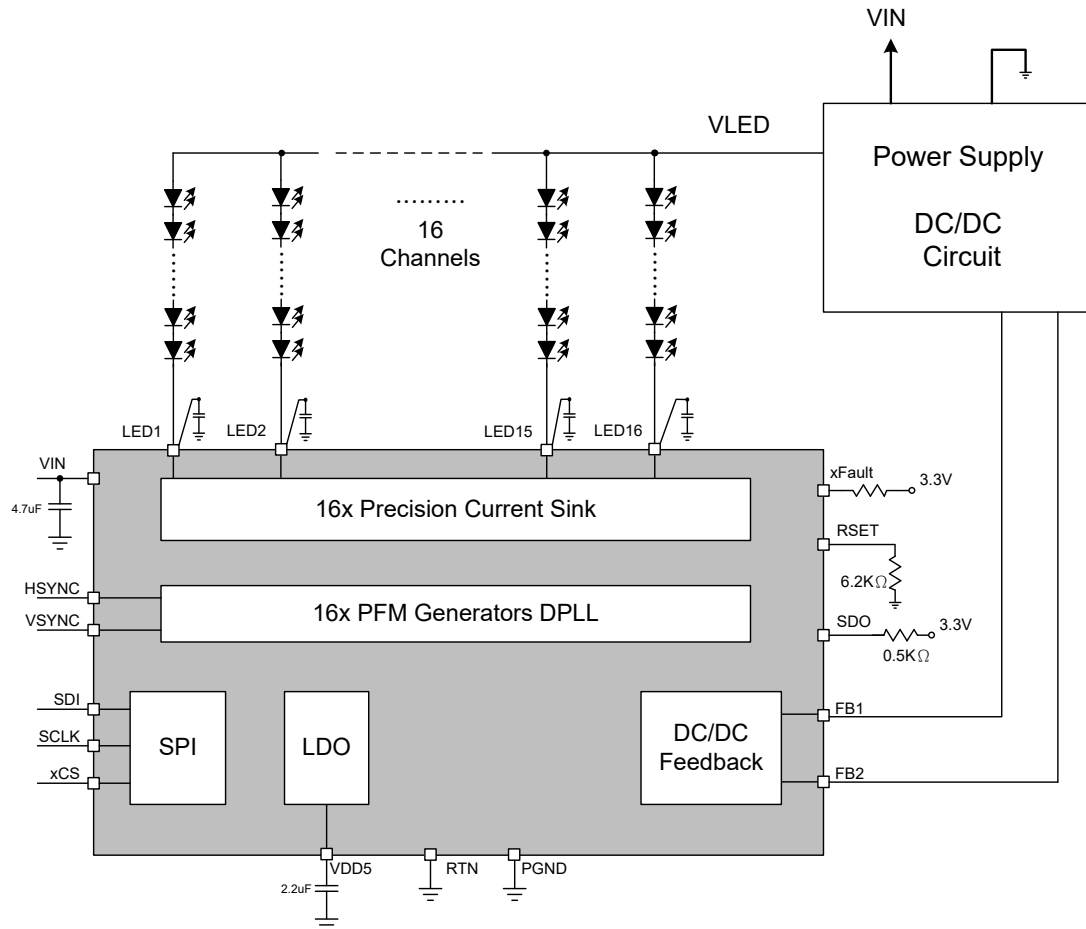 VIN
VLED
Power Supply
DC/DC
Circuit
.........
16
Channels
LED1
LED2
LED15
LED16
VIN
4.7uF
xFault
3.3V
16x Precision Current Sink
RSET
6.2KΩ
HSYNC
VSYNC
16x PFM Generators DPLL
SDO
3.3V
0.5KΩ
SDI
SCLK
xCS
SPI
LDO
DC/DC
Feedback
FB1
FB2
VDD5
RTN
PGND
2.2uF